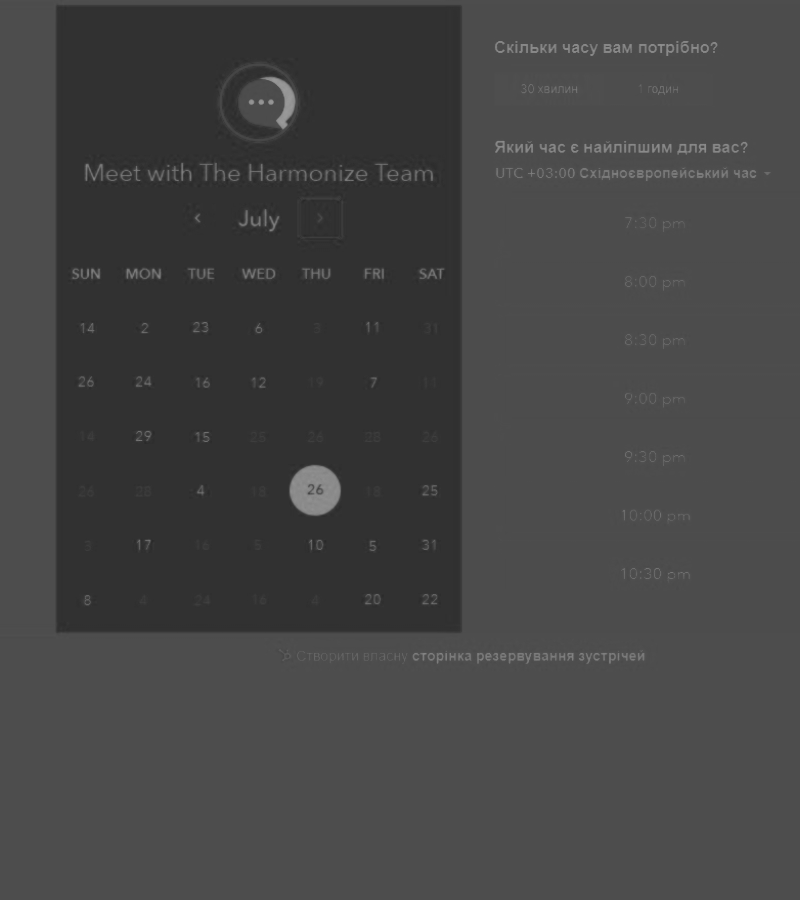 Meet with The Harmonize Team
July
SUN MON TUE WED THU FRI SAT
14 2 23 6 3 11 31
26 24 16 12 19 7 11
14 29 15 25 26 28 26
26 28 4 18 26 18 25
3 17 16 5 10 5 31
8 4 24 16 4 20 22
Скільки часу вам потрібно?
30 хвилин 1 годин
Який час є найліпшим для вас?
UTC +03:00 Східноєвропейський час
7:30 pm
8:00 pm
8:30 pm
9:00 pm
9:30 pm
10:00 pm
10:30 pm
Створити власну сторінка резервування зустрічей